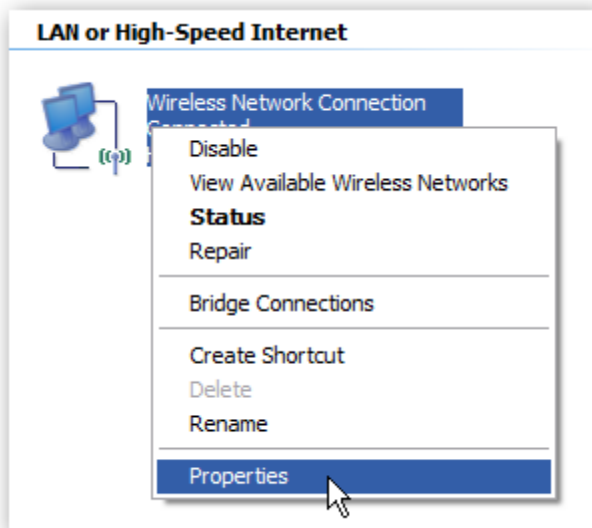 LAN or High-Speed Internet
Wireless Network Connection
Connected
Disable
View Available Wireless Networks
Status
Repair
Bridge Connections
Create Shortcut
Delete
Rename
Properties